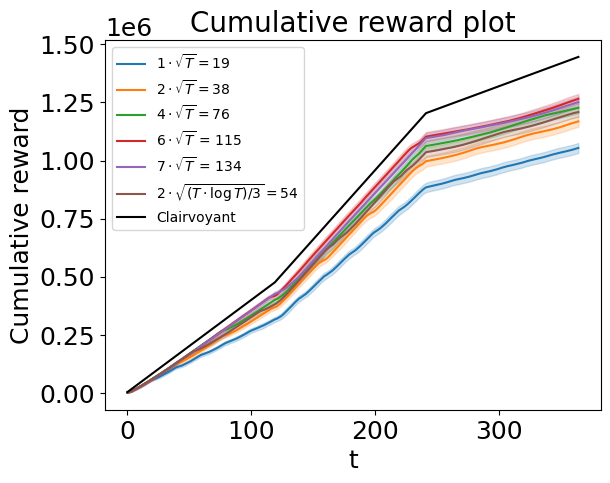 Cumulative reward plot
1e6
1.50
1.25
1.00
0.75
0.50
0.25
0.00
Cumulative reward
1 · √T = 19
2 · √T = 38
4 · √T = 76
6 · √T = 115
7 · √T = 134
2 · √(T · log T)/3 = 54
Clairvoyant
0 100 200 300
t